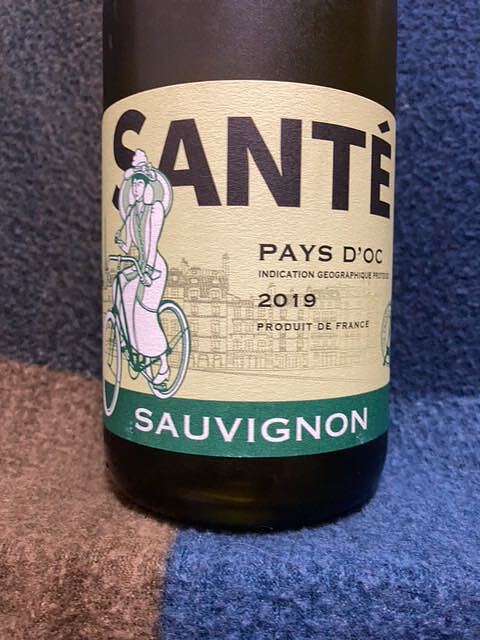 SANTÉ
PAYS D'OC
INDICATION GEOGRAPHIQUE PROTEGEE
2019
PRODUIT DE FRANCE
SAUVIGNON